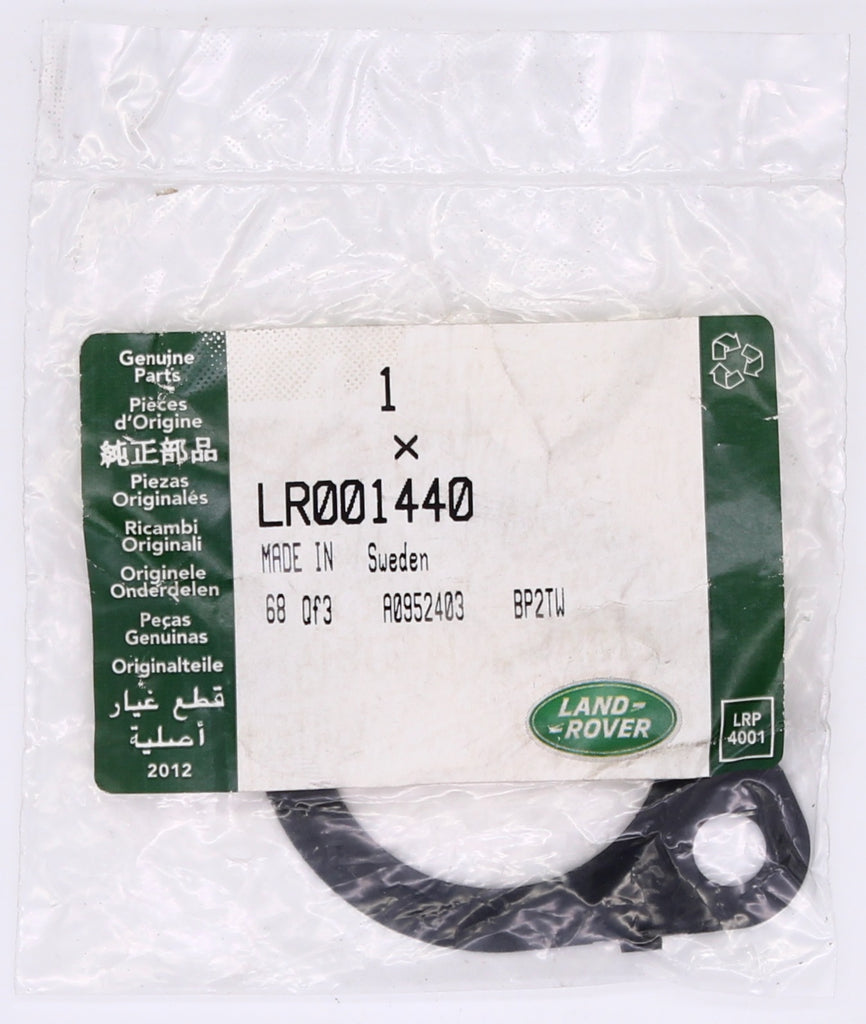 Genuine
Parts
Pièces
d'Origine
純正部品
Piezas
Originalés
Ricambi
Originali
Originele
Onderdelen
Peças
Genuinas
Originalteile
قطع غيار
أصلية
2012
1
×
LR001440
MADE IN Sweden
68 Qf3 A0952403 BP2TW
LAND-
-ROVER
LRP
4001